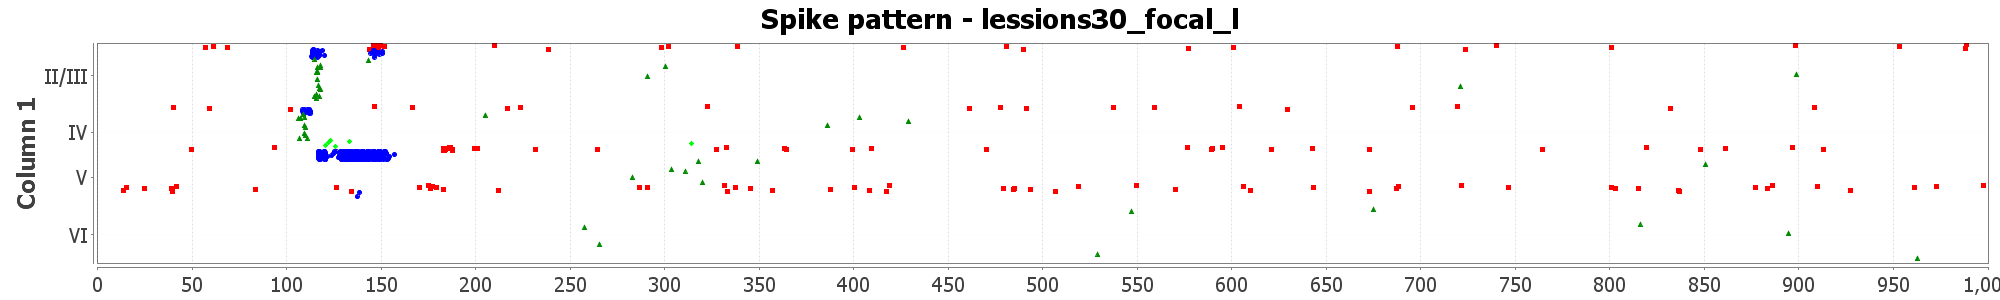 Spike pattern - lessions30_focal_l
Column 1
II/III
IV
V
VI
0 50 100 150 200 250 300 350 400 450 500 550 600 650 700 750 800 850 900 950 1,00